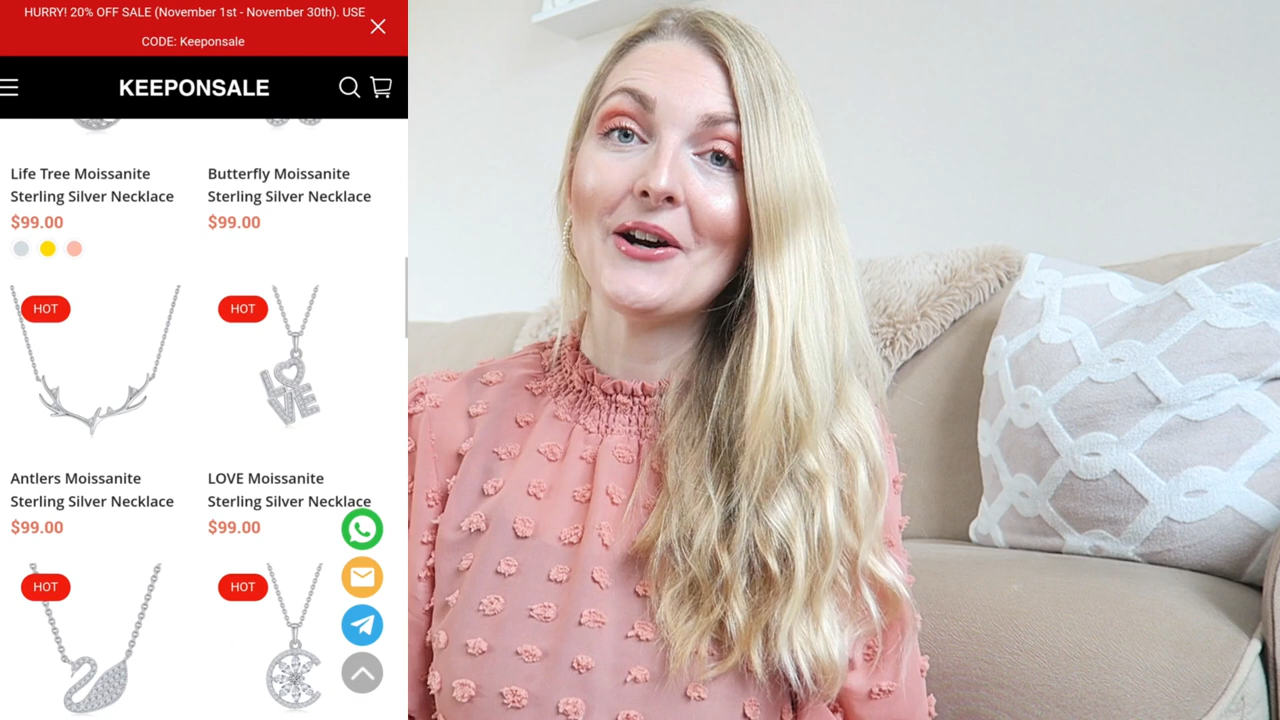 HURRY! 20% OFF SALE (November 1st - November 30th). USE
CODE: Keeponsale
KEEPONSALE
Life Tree Moissanite
Sterling Silver Necklace
$99.00
Butterfly Moissanite
Sterling Silver Necklace
$99.00
HOT
HOT
LOVE
Antlers Moissanite
Sterling Silver Necklace
$99.00
LOVE Moissanite
Sterling Silver Necklace
$99.00
HOT
HOT